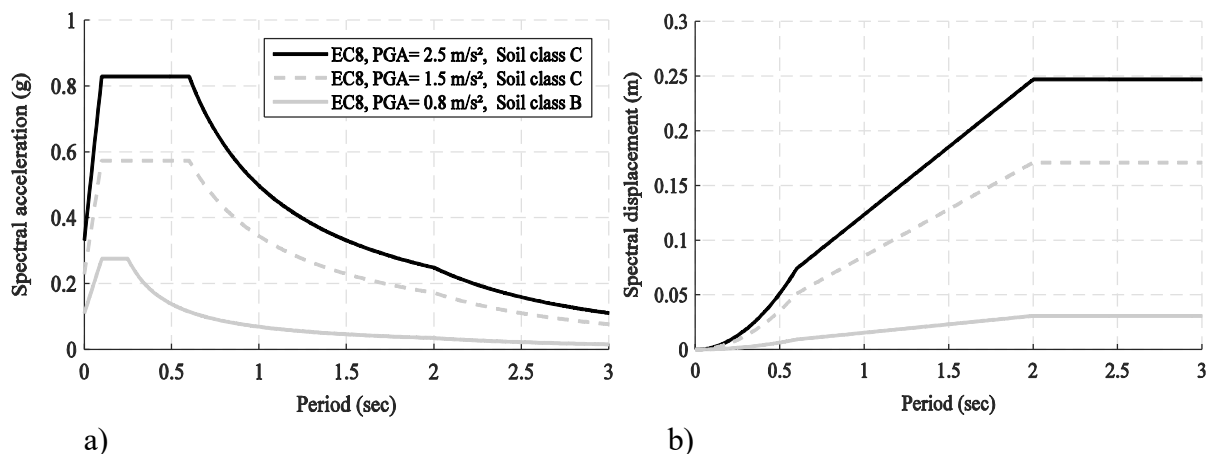 1
0.8
0.6
0.4
0.2
0
Spectral acceleration (g)
EC8, PGA= 2.5 m/s², Soil class C
EC8, PGA= 1.5 m/s², Soil class C
EC8, PGA= 0.8 m/s², Soil class B
0 0.5 1 1.5 2 2.5 3
Period (sec)
a)
0.3
0.25
0.2
0.15
0.1
0.05
0
Spectral displacement (m)
0 0.5 1 1.5 2 2.5 3
Period (sec)
b)